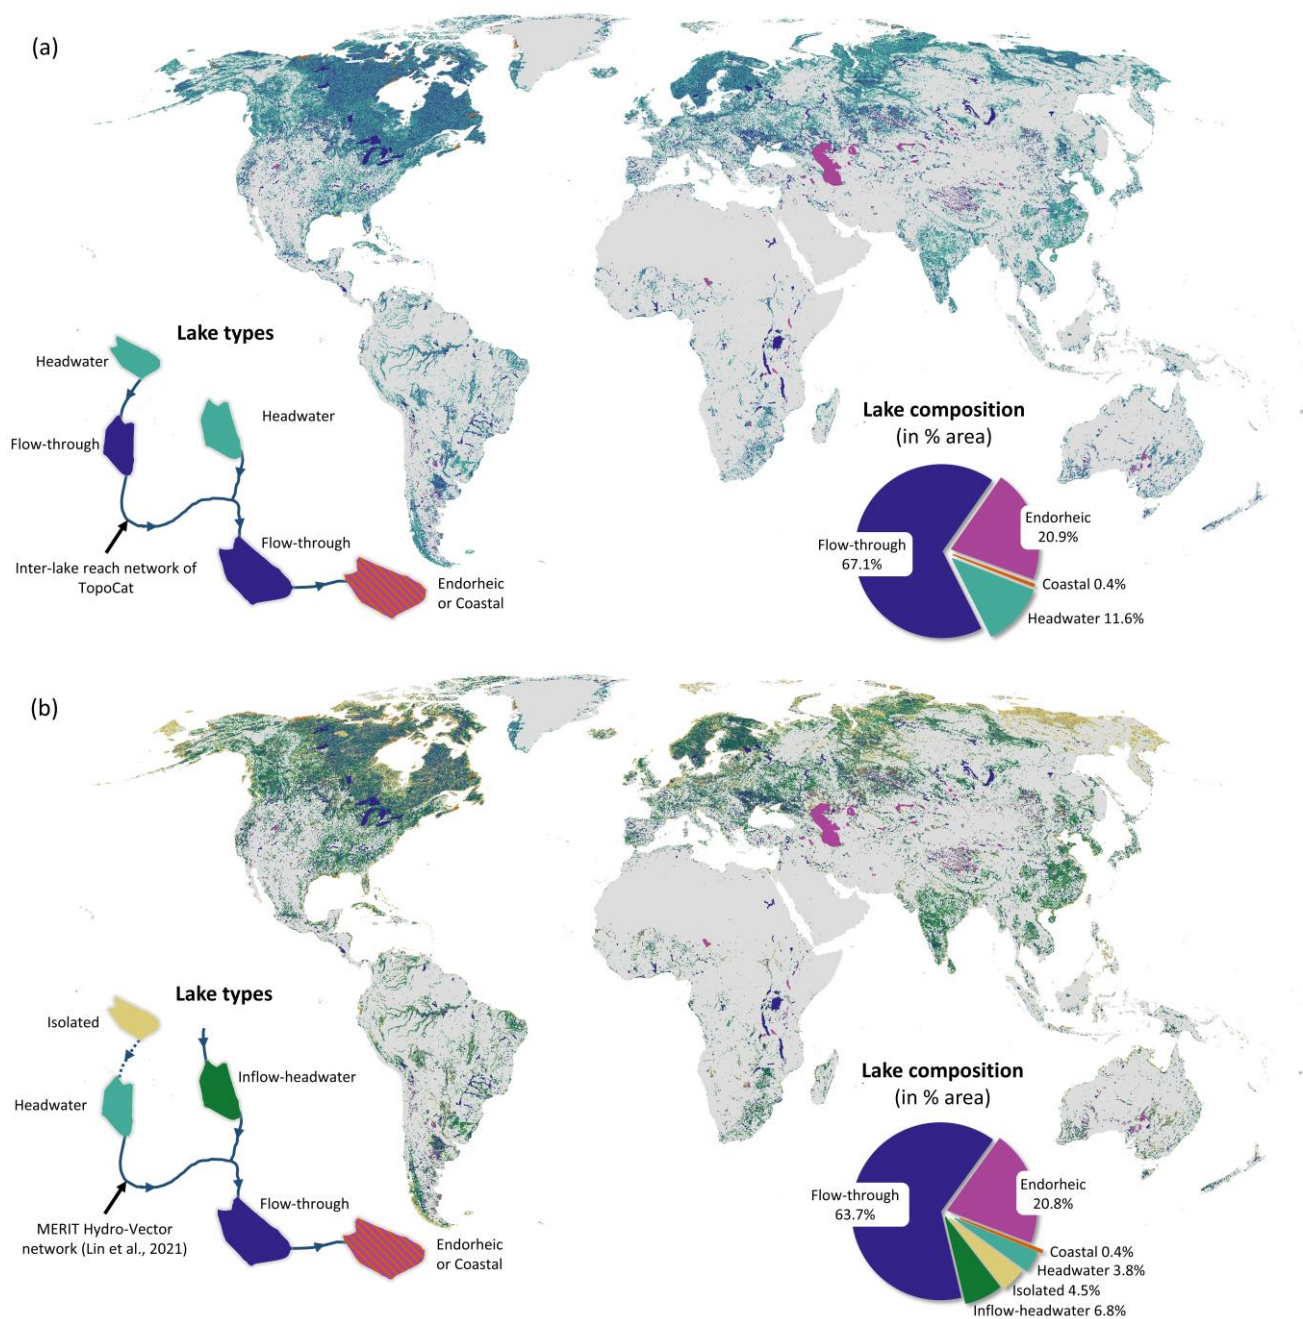 (a)
Lake types
Headwater
Headwater
Flow-through
Inter-lake reach network of
TopoCat
Flow-through
Endorheic
or Coastal
Lake composition
(in % area)
Flow-through
67.1%
Endorheic
20.9%
Coastal 0.4%
Headwater 11.6%
(b)
Lake types
Isolated
Headwater
Inflow-headwater
MERIT Hydro-Vector
network (Lin et al., 2021)
Flow-through
Endorheic
or Coastal
Lake composition
(in % area)
Flow-through
63.7%
Endorheic
20.8%
Coastal 0.4%
Headwater 3.8%
Isolated 4.5%
Inflow-headwater 6.8%